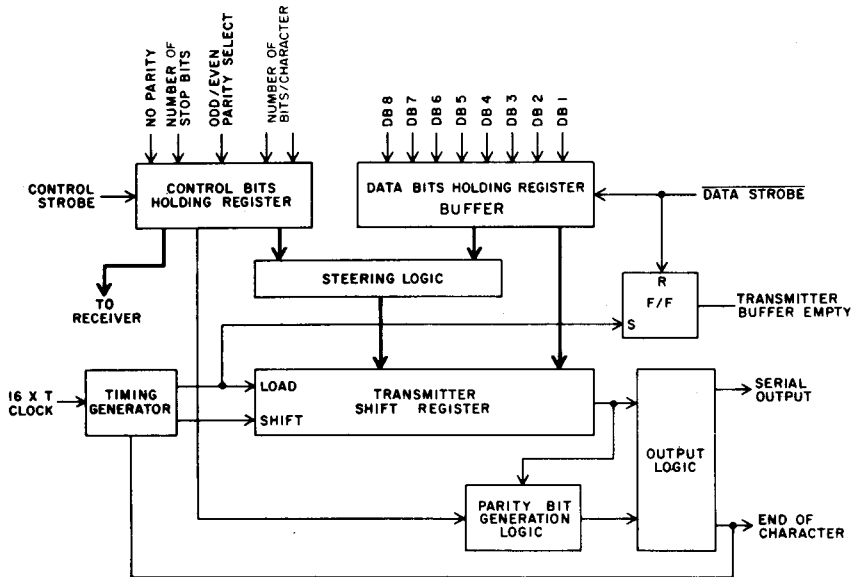 NO PARITY
NUMBER OF
STOP BITS
ODD/EVEN
PARITY SELECT
NUMBER OF
BITS/CHARACTER
DB8
DB7
DB6
DB5
DB4
DB3
DB2
DB1
CONTROL
STROBE
CONTROL BITS
HOLDING REGISTER
DATA BITS HOLDING REGISTER
BUFFER
DATA STROBE
STEERING LOGIC
TO
RECEIVER
R
F/F
S
TRANSMITTER
BUFFER EMPTY
16 X T
CLOCK
TIMING
GENERATOR
LOAD
SHIFT
TRANSMITTER
SHIFT REGISTER
SERIAL
OUTPUT
OUTPUT
LOGIC
PARITY BIT
GENERATION
LOGIC
END OF
CHARACTER